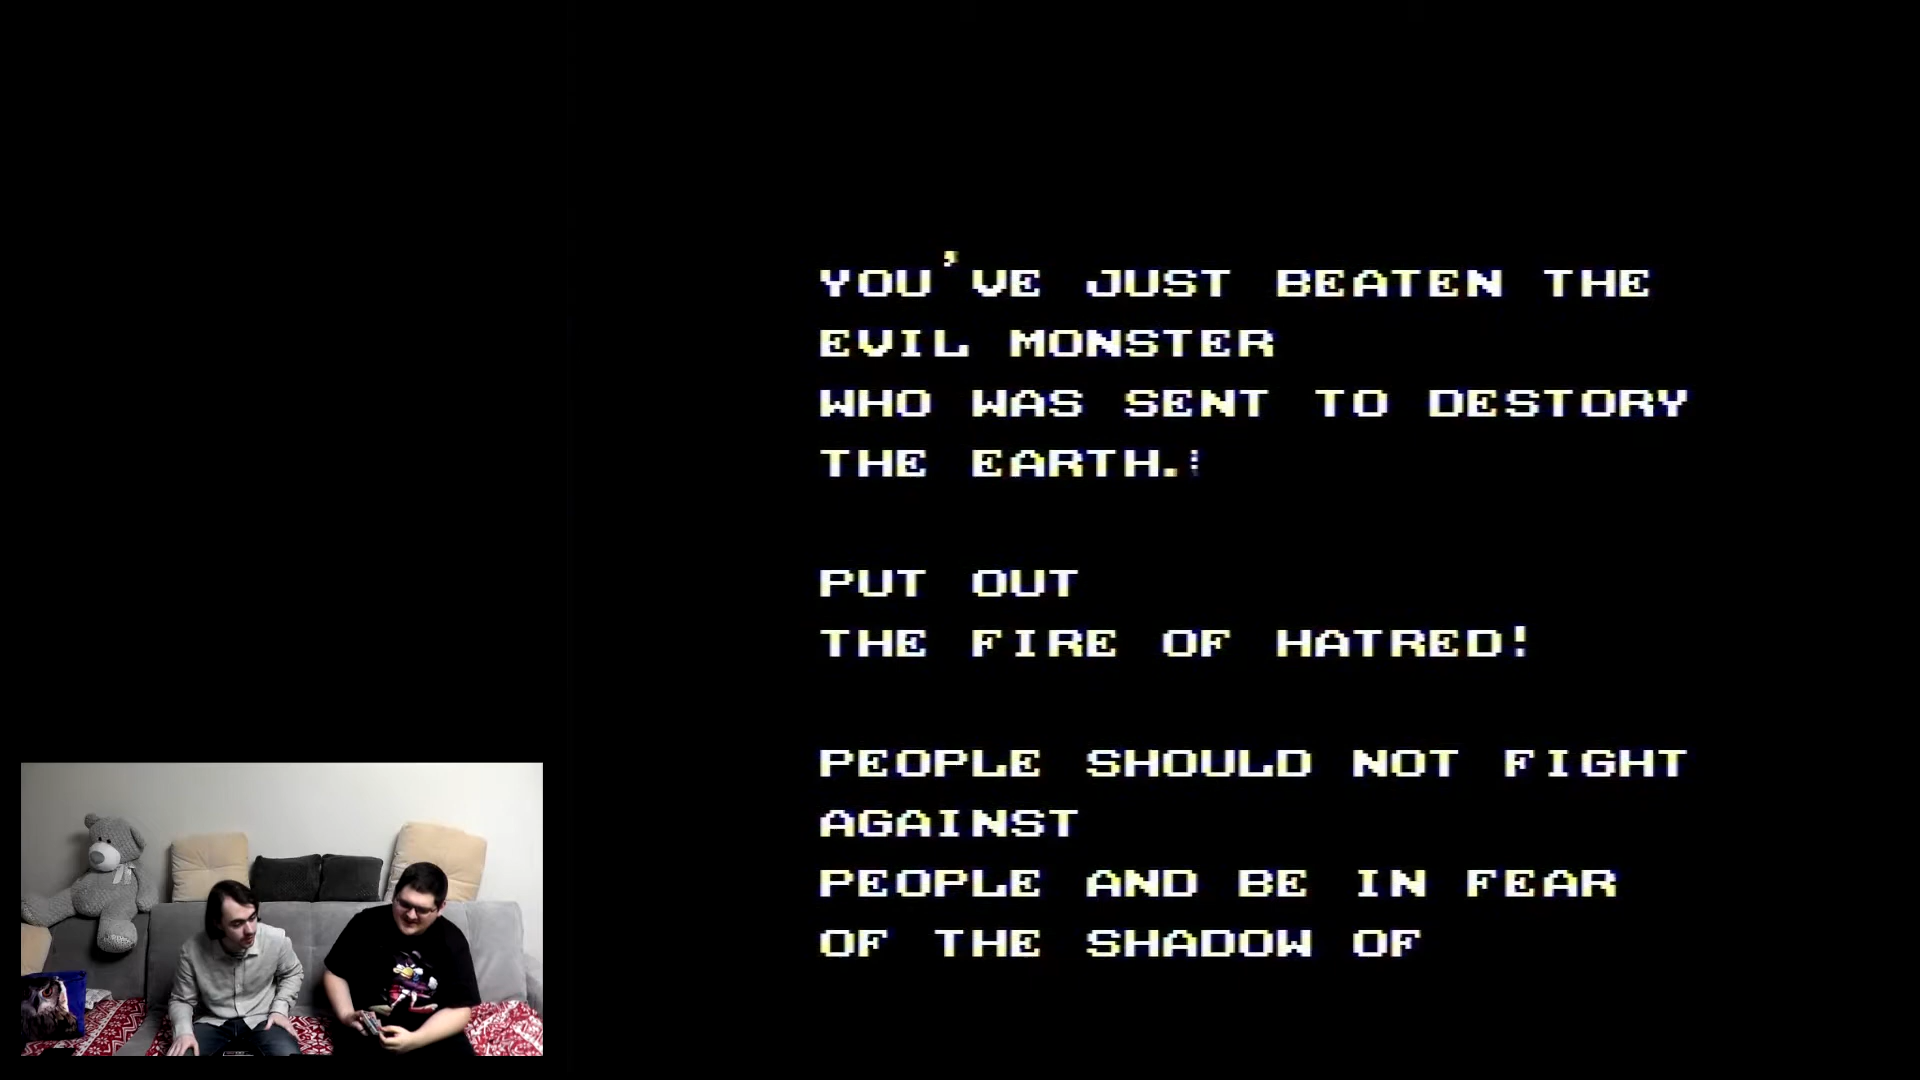 YOU'VE JUST BEATEN THE
EVIL MONSTER
WHO WAS SENT TO DESTORY
THE EARTH.
PUT OUT
THE FIRE OF HATRED!
PEOPLE SHOULD NOT FIGHT
AGAINST
PEOPLE AND BE IN FEAR
OF THE SHADOW OF